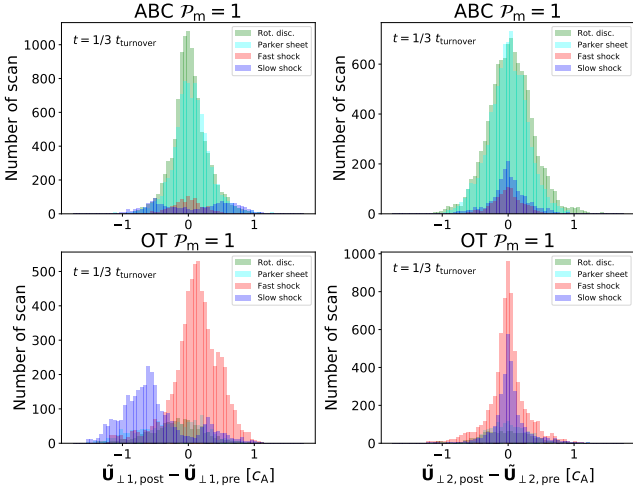 ABC 𝒫m = 1
t = 1/3 t_turnover
Rot. disc.
Parker sheet
Fast shock
Slow shock
Number of scan
1000
800
600
400
200
0
−1
0
1
ABC 𝒫m = 1
t = 1/3 t_turnover
Rot. disc.
Parker sheet
Fast shock
Slow shock
Number of scan
600
400
200
0
−1
0
1
OT 𝒫m = 1
t = 1/3 t_turnover
Rot. disc.
Parker sheet
Fast shock
Slow shock
Number of scan
500
400
300
200
100
0
−1
0
1
Ũ⊥1, post − Ũ⊥1, pre [cA]
OT 𝒫m = 1
t = 1/3 t_turnover
Rot. disc.
Parker sheet
Fast shock
Slow shock
Number of scan
1000
800
600
400
200
0
−1
0
1
Ũ⊥2, post − Ũ⊥2, pre [cA]